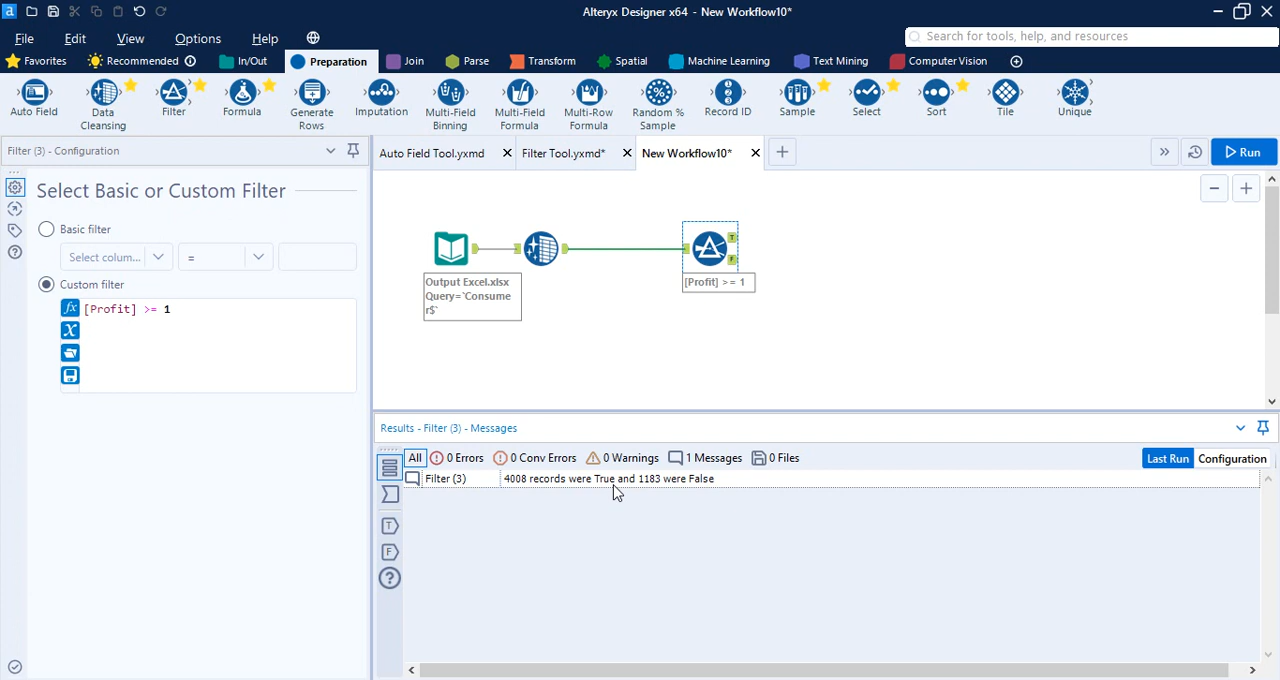 a
Alteryx Designer x64 - New Workflow10*
File
Edit
View
Options
Help
Search for tools, help, and resources
Favorites
Recommended
In/Out
Preparation
Join
Parse
Transform
Spatial
Machine Learning
Text Mining
Computer Vision
Auto Field
Data
Cleansing
Filter
Formula
Generate
Rows
Imputation
Multi-Field
Binning
Multi-Field
Formula
Multi-Row
Formula
Random %
Sample
Record ID
Sample
Select
Sort
Tile
Unique
Filter (3) - Configuration
Auto Field Tool.yxmd
Filter Tool.yxmd*
New Workflow10*
Run
Select Basic or Custom Filter
Basic filter
Select colum...
=
Custom filter
fx [Profit] >= 1
X
T
F
Output Excel.xlsx
Query=`Consume
r$`
[Profit] >= 1
Results - Filter (3) - Messages
All
0 Errors
0 Conv Errors
0 Warnings
1 Messages
0 Files
Last Run
Configuration
Filter (3)
4008 records were True and 1183 were False
T
F
?